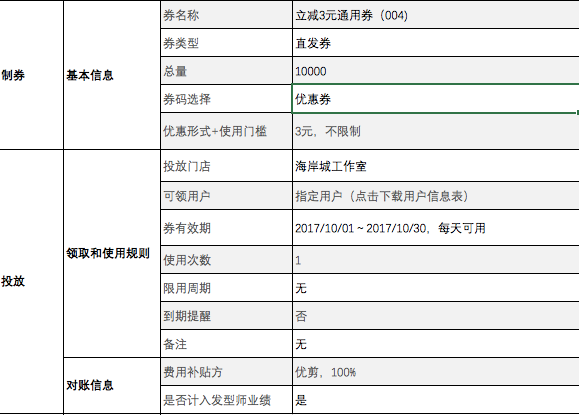 制券
基本信息
券名称 立减3元通用券（004)
券类型 直发券
总量 10000
券码选择 优惠券
优惠形式+使用门槛 3元，不限制
投放
领取和使用规则
投放门店 海岸城工作室
可领用户 指定用户（点击下载用户信息表）
券有效期 2017/10/01 ~ 2017/10/30，每天可用
使用次数 1
限用周期 无
到期提醒 否
备注 无
对账信息
费用补贴方 优剪，100%
是否计入发型师业绩 是